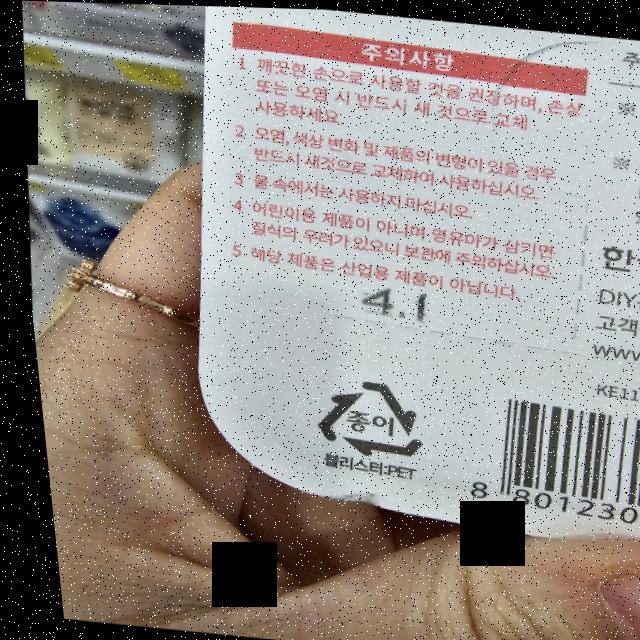 주의사항
1 깨끗한 손으로 사용할 것을 권장하며, 손상
또는 오염 시 반드시 새 것으로 교체
사용하세요.
2 오염, 색상 변화 및 제품의 변형이 있을 경우
반드시 새것으로 교체하여 사용하십시오.
3 물 속에서는 사용하지 마십시오.
4 어린이용 제품이 아니며, 영유아가 삼키면
질식의 우려가 있으니 보관에 주의하십시오.
5 해당 제품은 산업용 제품이 아닙니다.
4.1
종이
블리스터:PET
※
※
한
DIY
고객
www
KE11
8 801230